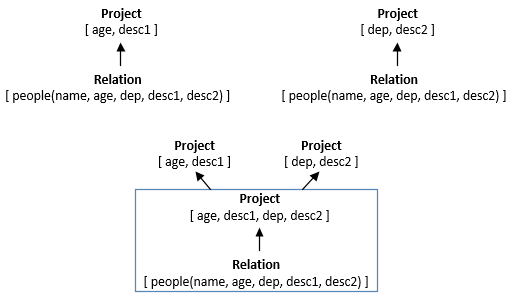 Project
[ age, desc1 ]
Relation
[ people(name, age, dep, desc1, desc2) ]
Project
[ dep, desc2 ]
Relation
[ people(name, age, dep, desc1, desc2) ]
Project
[ age, desc1 ]
Project
[ dep, desc2 ]
Project
[ age, desc1, dep, desc2 ]
Relation
[ people(name, age, dep, desc1, desc2) ]